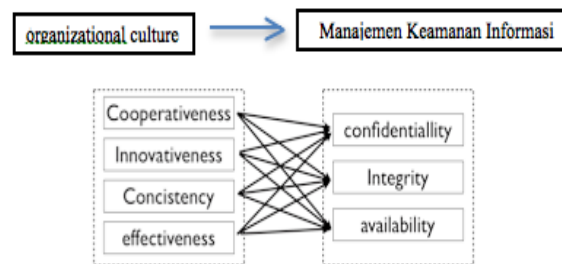 organizational culture
Manajemen Keamanan Informasi
Cooperativeness
Innovativeness
Concistency
effectiveness
confidentiallity
Integrity
availability